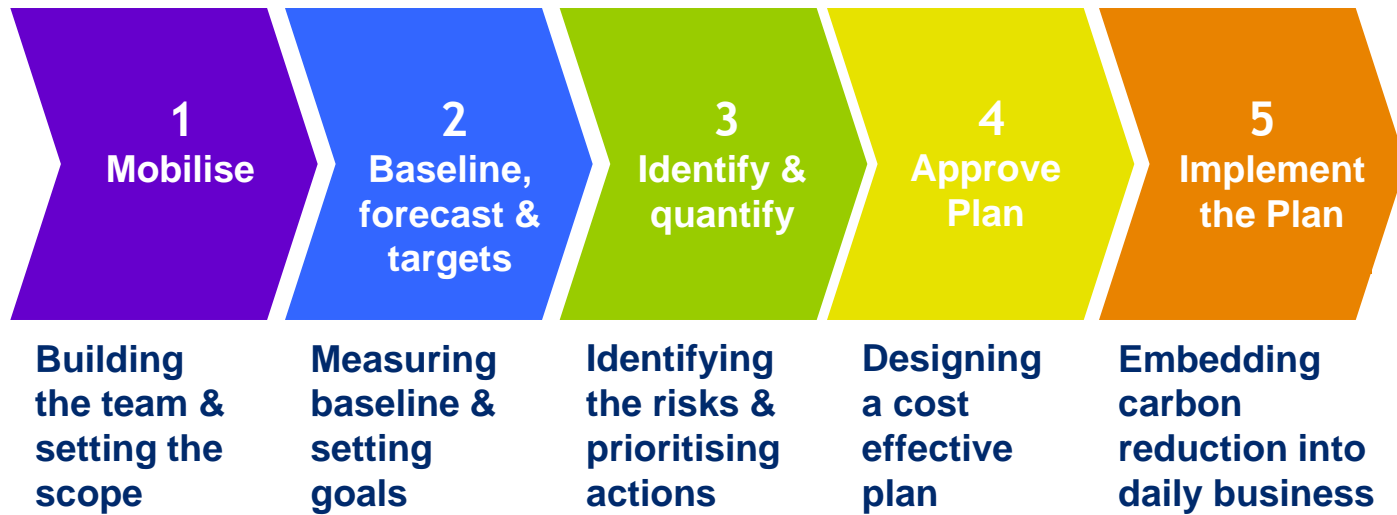 1
Mobilise
2
Baseline,
forecast &
targets
3
Identify &
quantify
4
Approve
Plan
5
Implement
the Plan
Building
the team &
setting the
scope
Measuring
baseline &
setting
goals
Identifying
the risks &
prioritising
actions
Designing
a cost
effective
plan
Embedding
carbon
reduction into
daily business